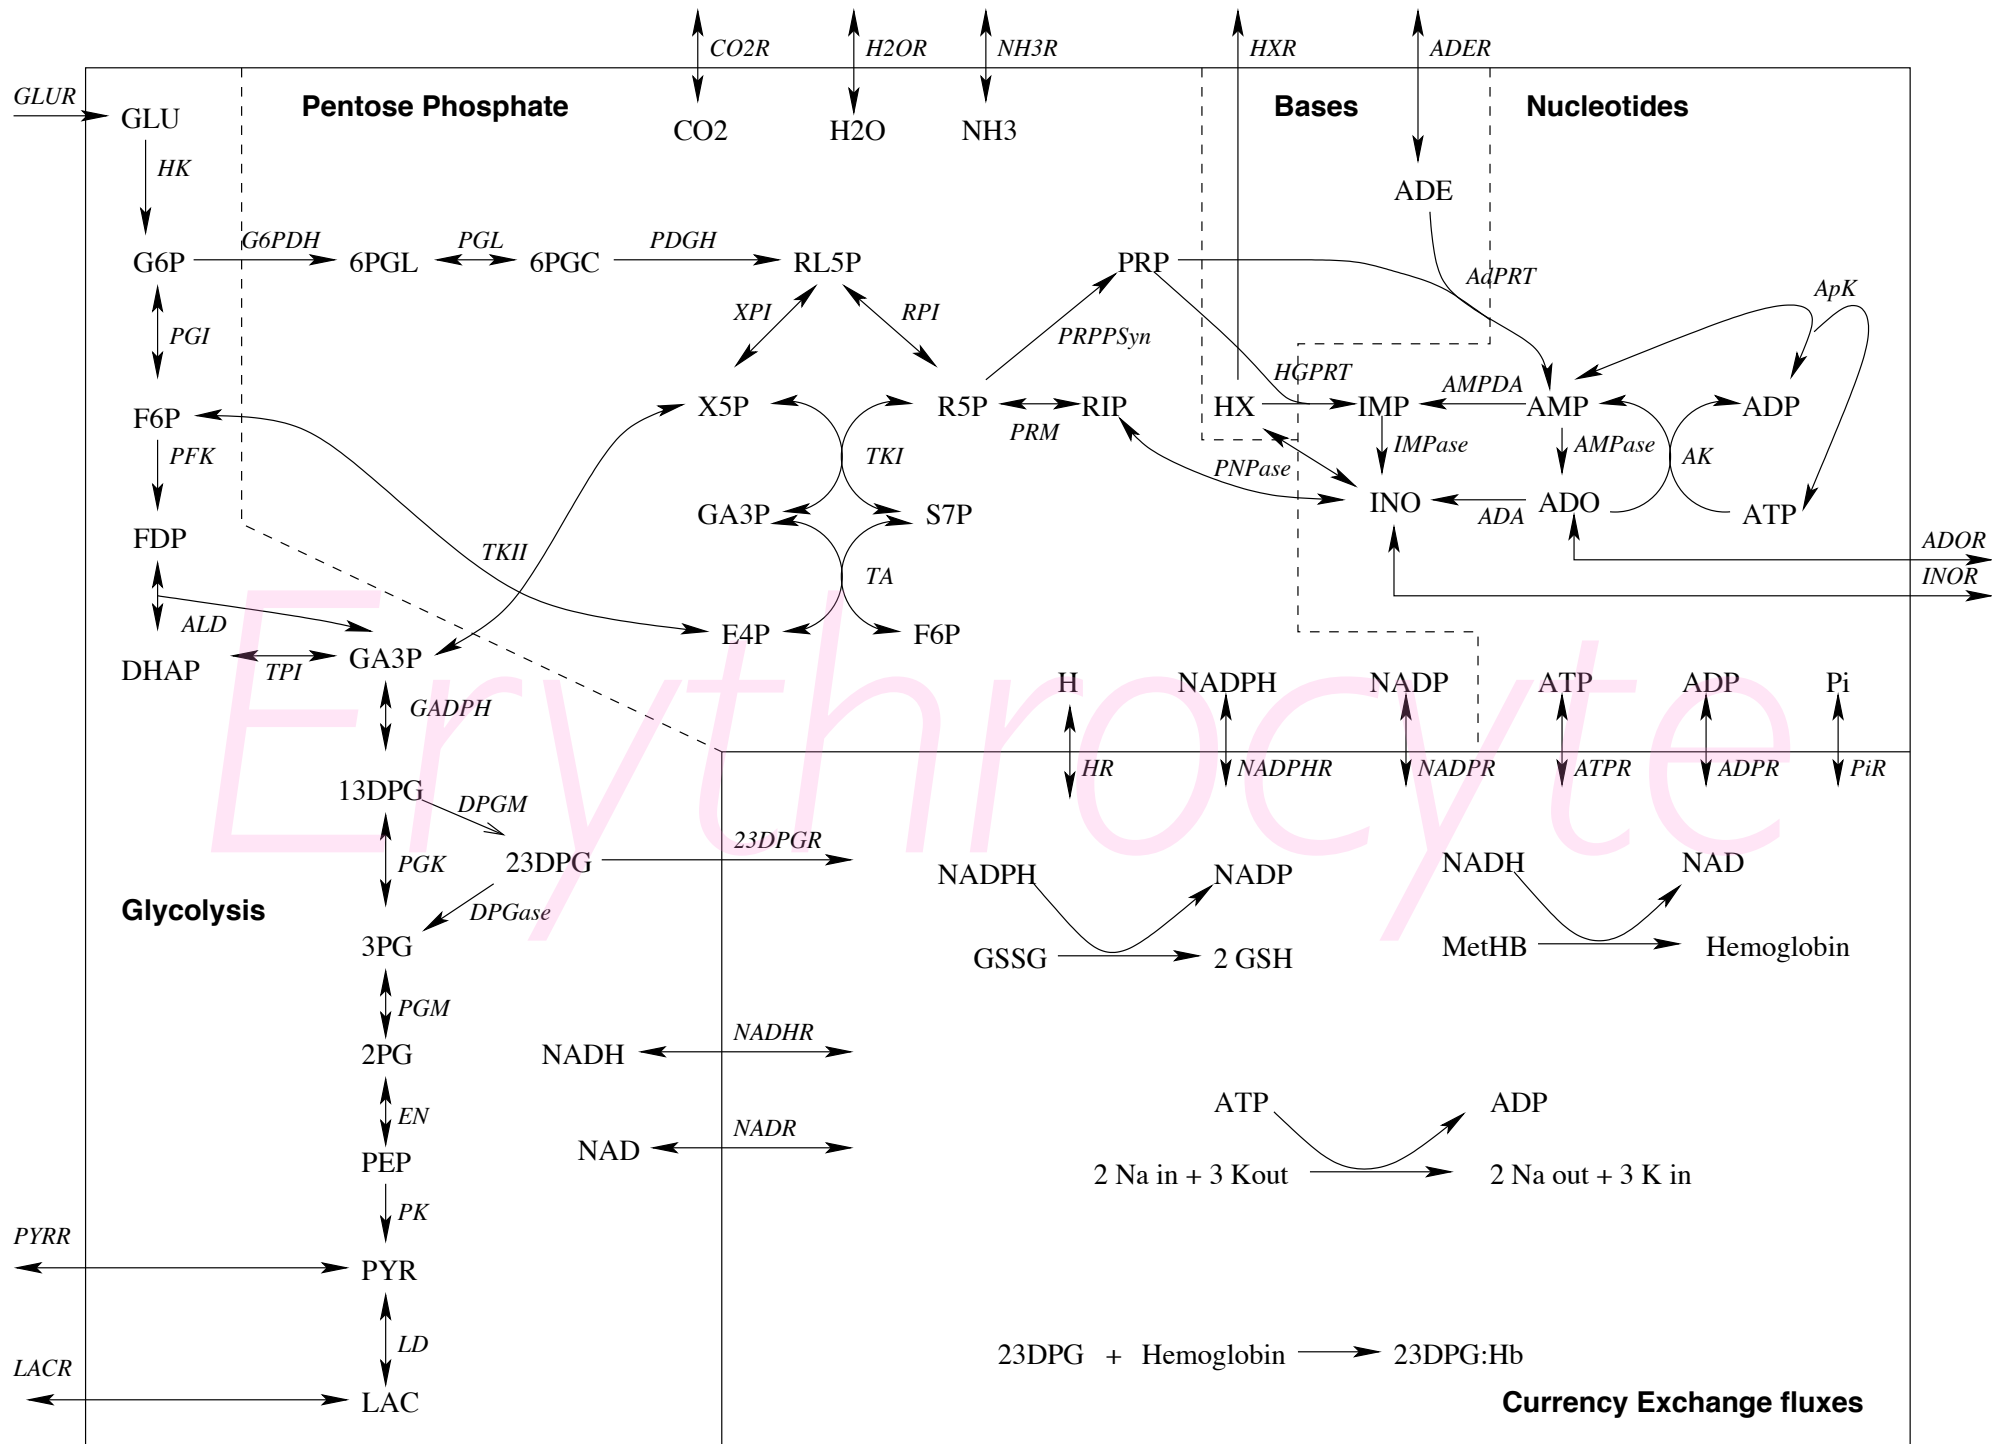 CO2R H2OR NH3R HXR ADER
GLUR
Pentose Phosphate Bases Nucleotides
GLU CO2 H2O NH3
HK
ADE
G6PDH PGL PDGH
G6P 6PGL 6PGC RL5P PRP AdPRT
ApK
PGI XPI RPI PRPPSyn
HGPRT AMPDA
F6P X5P R5P RIP HX IMP AMP ADP
PRM
PFK TKI PNPase IMPase AMPase AK
GA3P S7P INO ADA ADO ATP
FDP
TKII TA ADOR
INOR
ALD
E4P F6P
DHAP TPI GA3P
H NADPH NADP ATP ADP Pi
GADPH
HR NADPHR NADPR ATPR ADPR PiR
Erythrocyte
13DPG DPGM
23DPGR
PGK 23DPG NADPH NADP NADH NAD
Glycolysis DPGase
3PG GSSG 2 GSH MetHB Hemoglobin
PGM
NADHR
2PG NADH
EN ATP ADP
NADR
PEP NAD
2 Na in + 3 Kout 2 Na out + 3 K in
PK
PYRR
PYR
LD
23DPG + Hemoglobin 23DPG:Hb
LACR
LAC Currency Exchange fluxes